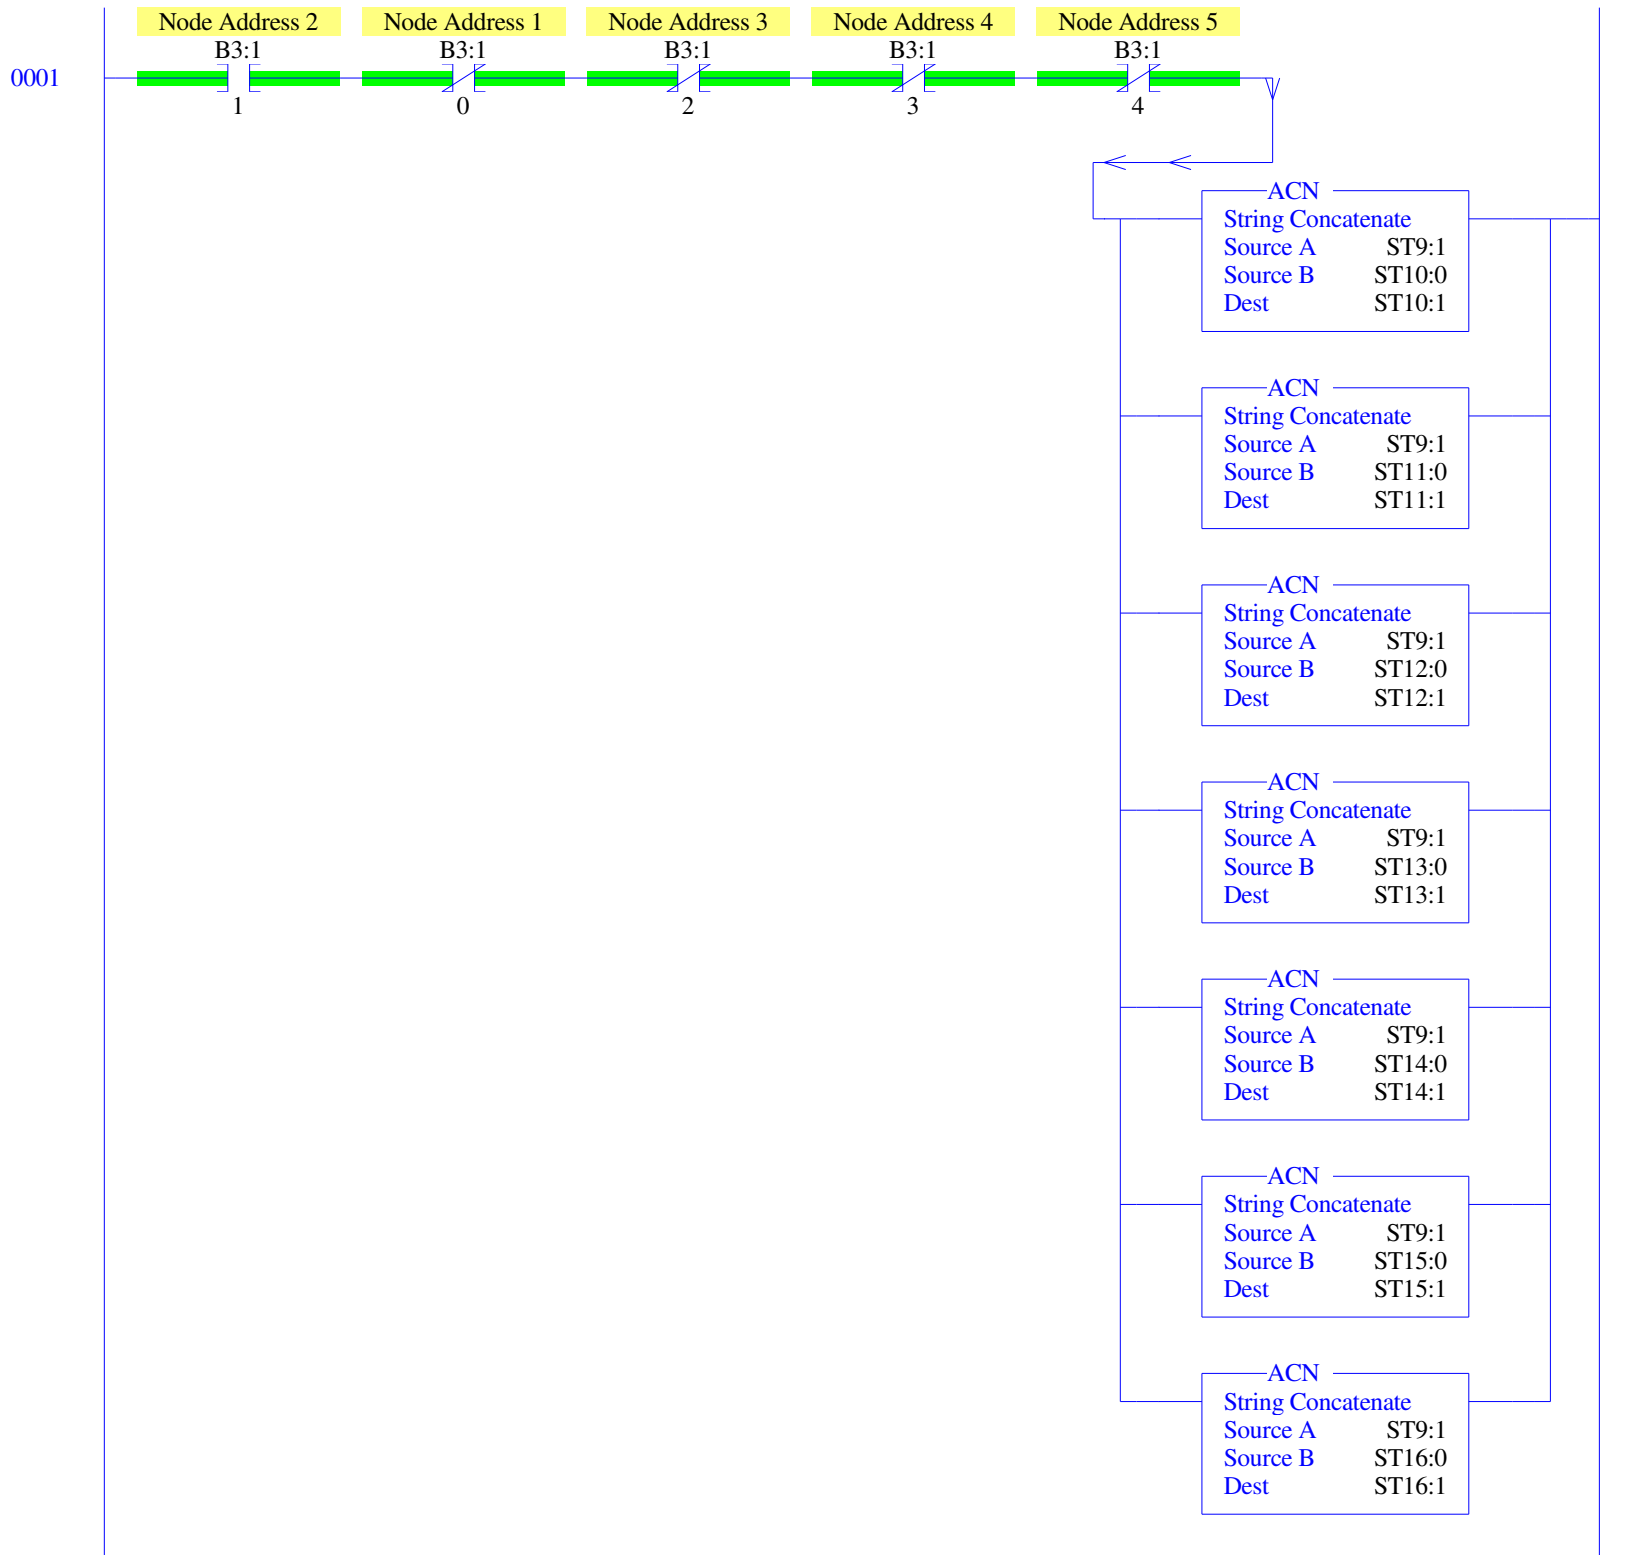 Node Address 2 Node Address 1 Node Address 3 Node Address 4 Node Address 5
B3:1 B3:1 B3:1 B3:1 B3:1
0001
1 0 2 3 4
ACN
String Concatenate
Source A ST9:1
Source B ST10:0
Dest ST10:1
ACN
String Concatenate
Source A ST9:1
Source B ST11:0
Dest ST11:1
ACN
String Concatenate
Source A ST9:1
Source B ST12:0
Dest ST12:1
ACN
String Concatenate
Source A ST9:1
Source B ST13:0
Dest ST13:1
ACN
String Concatenate
Source A ST9:1
Source B ST14:0
Dest ST14:1
ACN
String Concatenate
Source A ST9:1
Source B ST15:0
Dest ST15:1
ACN
String Concatenate
Source A ST9:1
Source B ST16:0
Dest ST16:1